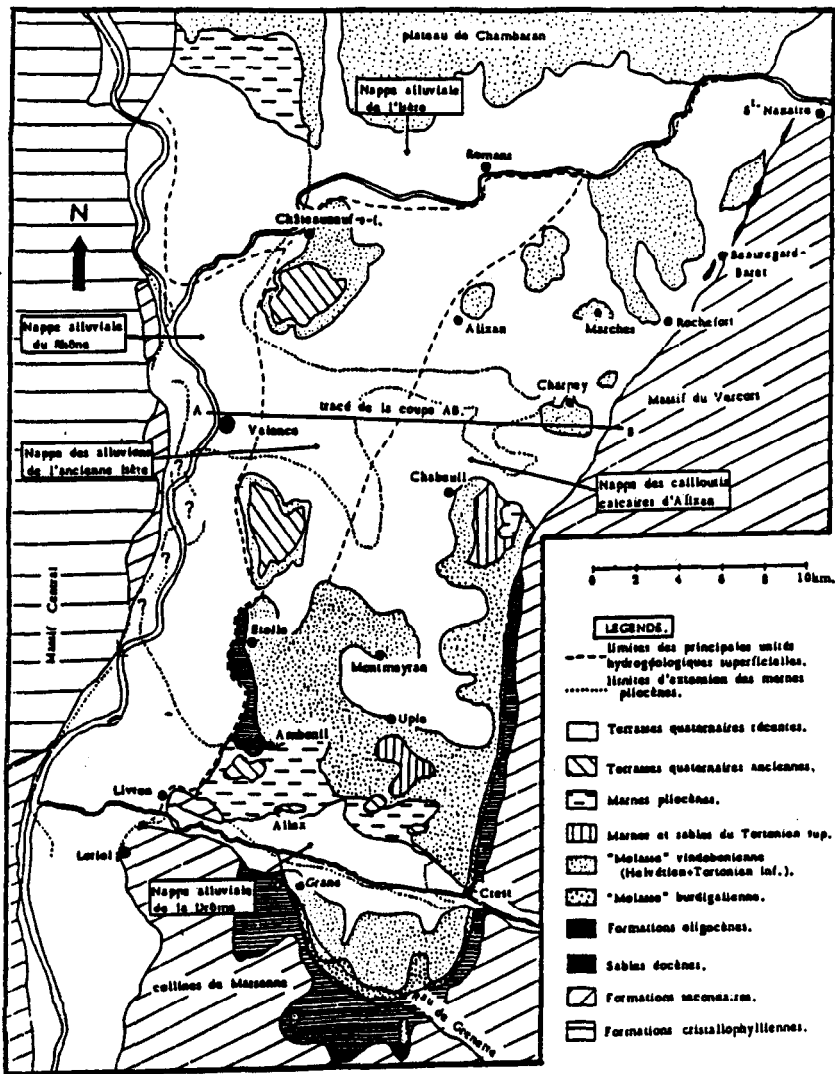 plateau de Chambaran
Nappe alluviale
de l'Isère
St. Nazaire
Romans
N
Châteauneuf-s-I.
Beauregard-
Baret
Nappe alluviale
du Rhône
Alixan
Marches
Rochefort
Charpey
Massif du Vercors
A
tracé de la coupe AB.
B
Valence
Nappe des alluvions
de l'ancienne Isère
?
?
?
?
Chabeuil
Nappe des cailloutis
calcaires d'Alixan
Massif Central
0 2 4 6 8 10km.
LEGENDE.
limites des principales unités
hydrogéologiques superficielles.
limites d'extension des marnes
pliocènes.
Etoile
Montmeyran
Upie
Ambonil
Terrasses quaternaires récentes.
Terrasses quaternaires anciennes.
Livron
Marnes pliocènes.
Allex
Marnes et sables du Tortonien sup.
Loriol
"Molasse" vindobonienne
(Helvétien+Tortonien inf.)
Nappe alluviale
de la Drôme
Grane
Crest
"Molasse" burdigalienne.
Formations oligocènes.
Sables éocènes.
collines de Marsanne
de Grenette
Formations secondaires.
Formations cristallophylliennes.